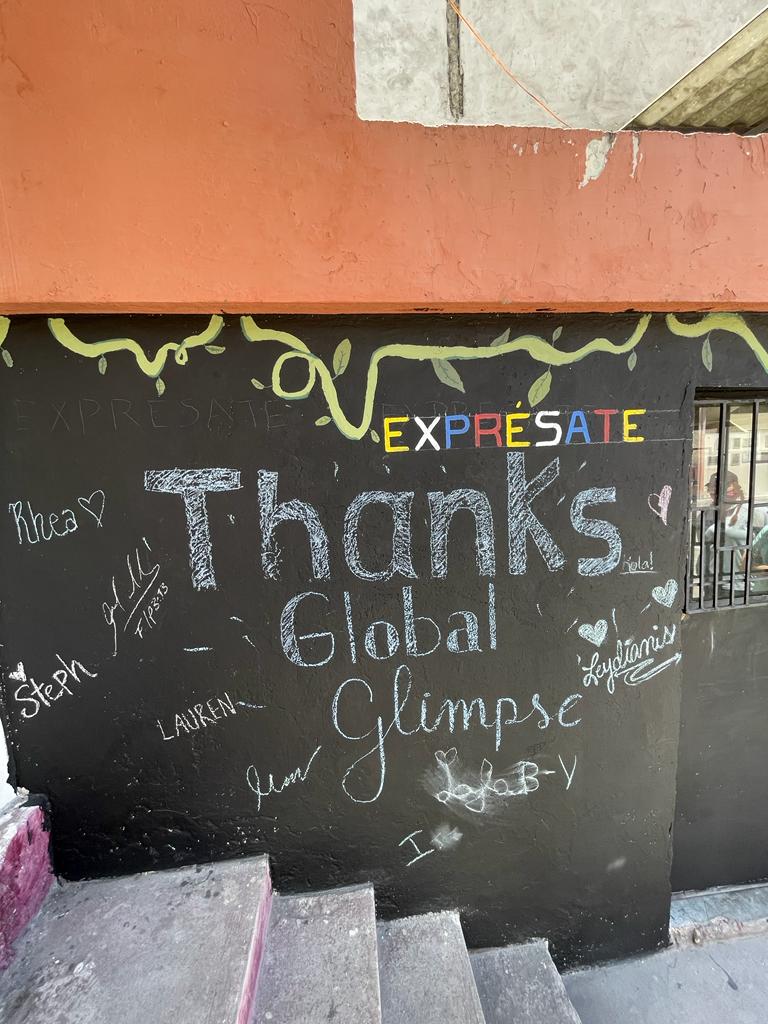 EXPRESATE
EXPRÉSATE
Thanks
Rhea
hola!
Global
Leydianis
Steph
Glimpse
LAUREN
I